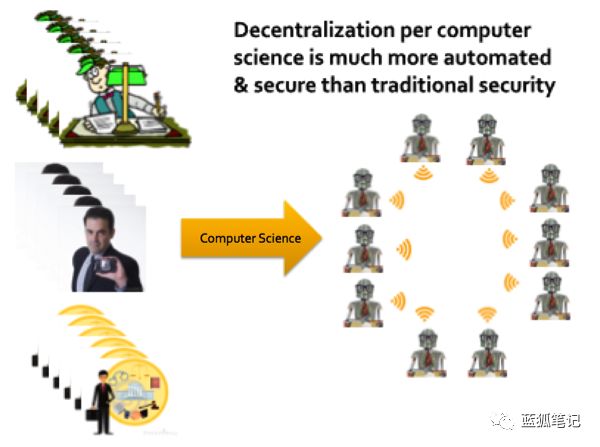 Decentralization per computer
science is much more automated
& secure than traditional security
Computer Science
蓝狐笔记